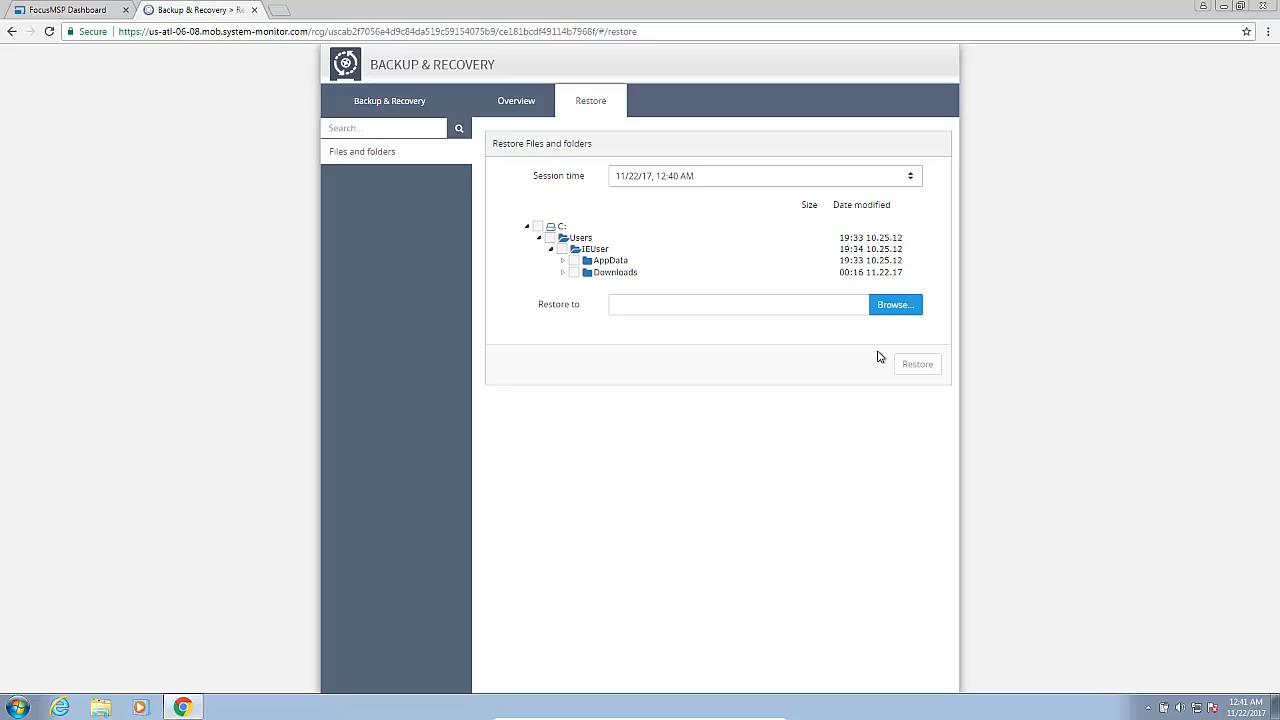 FocusMSP Dashboard
Backup & Recovery > Re
Secure
https://us-atl-06-08.mob.system-monitor.com/rcg/uscab2f7056e4d9c84da519c59154075b9/ce181bcdf49114b7968f/#/restore
BACKUP & RECOVERY
Backup & Recovery
Overview
Restore
Search...
Files and folders
Restore Files and folders
Session time
11/22/17, 12:40 AM
Size
Date modified
C:
Users 19:33 10.25.12
IEUser 19:34 10.25.12
AppData 19:33 10.25.12
Downloads 00:16 11.22.17
Restore to
Browse...
Restore
12:41 AM
11/22/2017